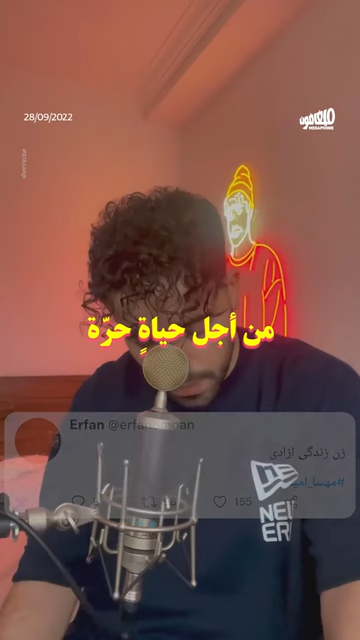 28/09/2022
ميغافون
MEGAPHONE
من أجل حياةٍ حرّة
Erfan
زن زندگی ازادی
155
NEW
ERA